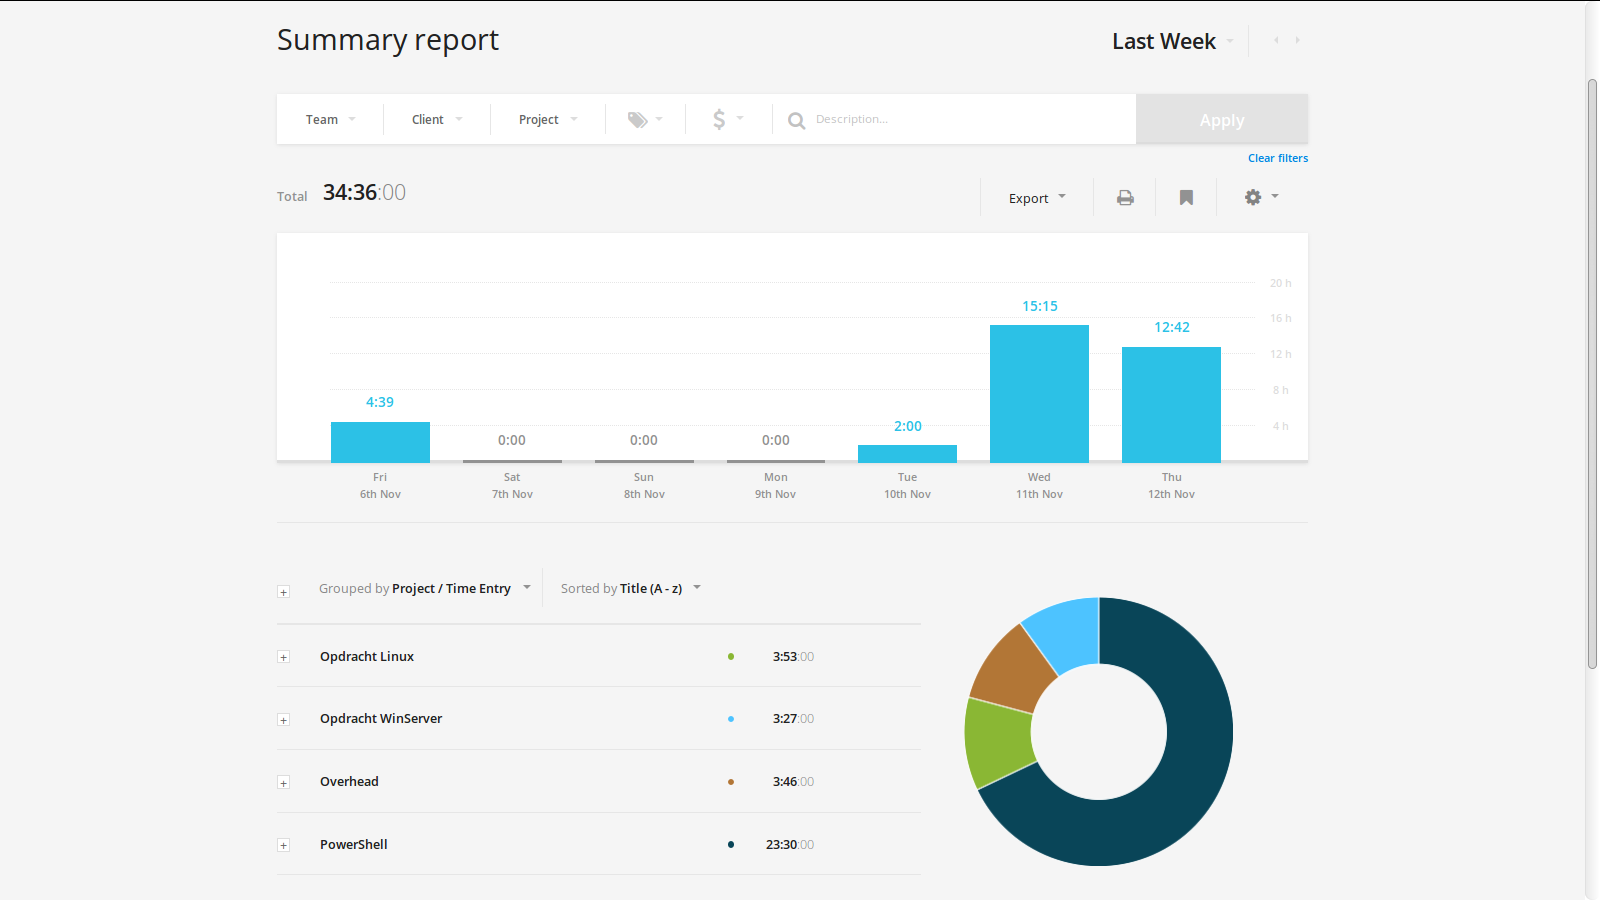 Summary report
Last Week
Team Client Project $ Description... Apply
Clear filters
Total 34:36:00
Export
20 h
16 h
12 h
8 h
4 h
4:39 0:00 0:00 0:00 2:00 15:15 12:42
Fri Sat Sun Mon Tue Wed Thu
6th Nov 7th Nov 8th Nov 9th Nov 10th Nov 11th Nov 12th Nov
Grouped by Project / Time Entry Sorted by Title (A - z)
Opdracht Linux 3:53:00
Opdracht WinServer 3:27:00
Overhead 3:46:00
PowerShell 23:30:00